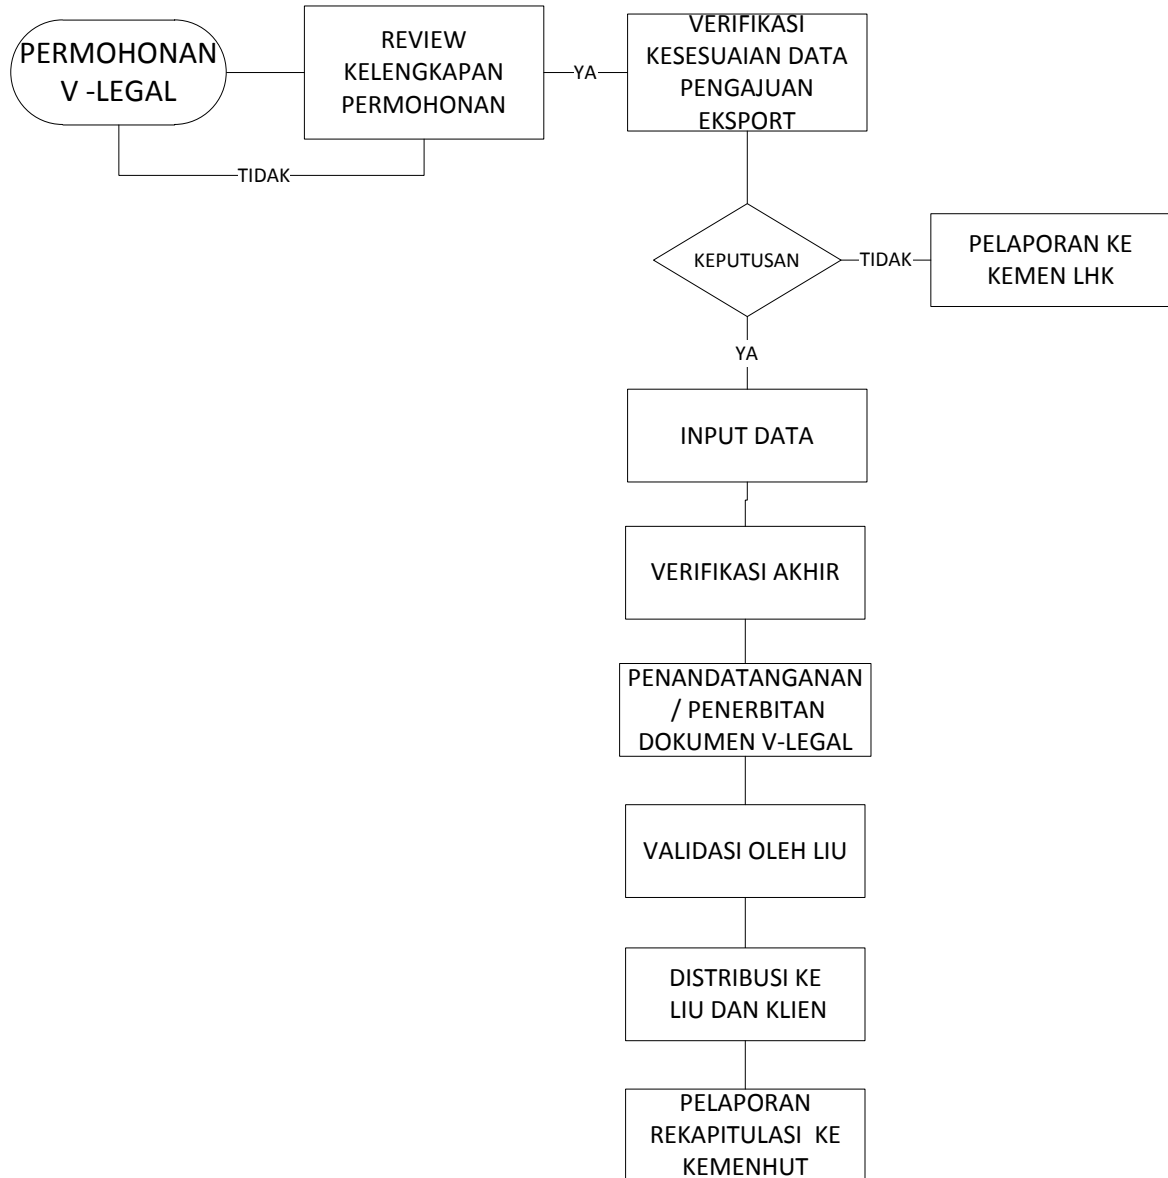 PERMOHONAN
V -LEGAL
REVIEW
KELENGKAPAN
PERMOHONAN
YA
VERIFIKASI
KESESUAIAN DATA
PENGAJUAN
EKSPORT
TIDAK
KEPUTUSAN
TIDAK
PELAPORAN KE
KEMEN LHK
YA
INPUT DATA
VERIFIKASI AKHIR
PENANDATANGANAN
/ PENERBITAN
DOKUMEN V-LEGAL
VALIDASI OLEH LIU
DISTRIBUSI KE
LIU DAN KLIEN
PELAPORAN
REKAPITULASI KE
KEMENHUT